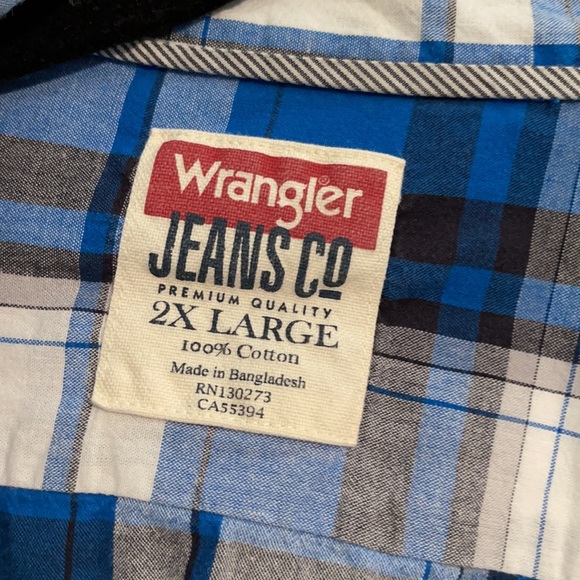 Wrangler®
JEANS CO
PREMIUM QUALITY
2X LARGE
100% Cotton
Made in Bangladesh
RN130273
CA55394